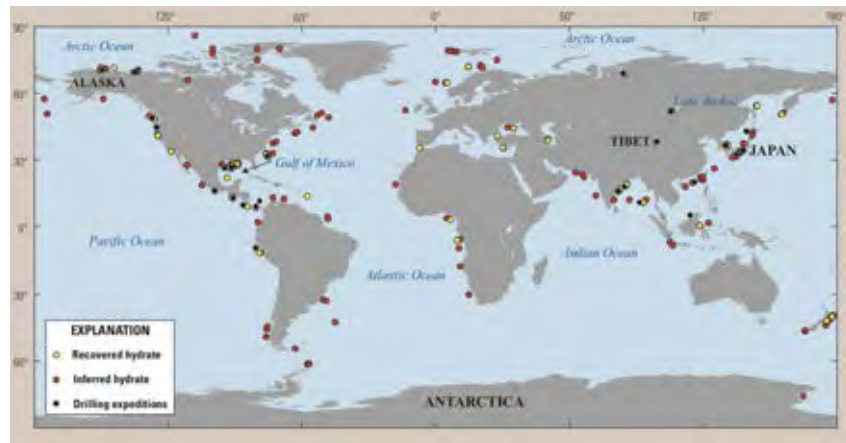 120°
0°
60°
120°
180°
90°
Arctic Ocean
Arctic Ocean
ALASKA
60°
Lake Baikal
TIBET
JAPAN
30°
Gulf of Mexico
0°
Pacific Ocean
Atlantic Ocean
Indian Ocean
30°
EXPLANATION
Recovered hydrate
Inferred hydrate
Drilling expeditions
60°
ANTARCTICA